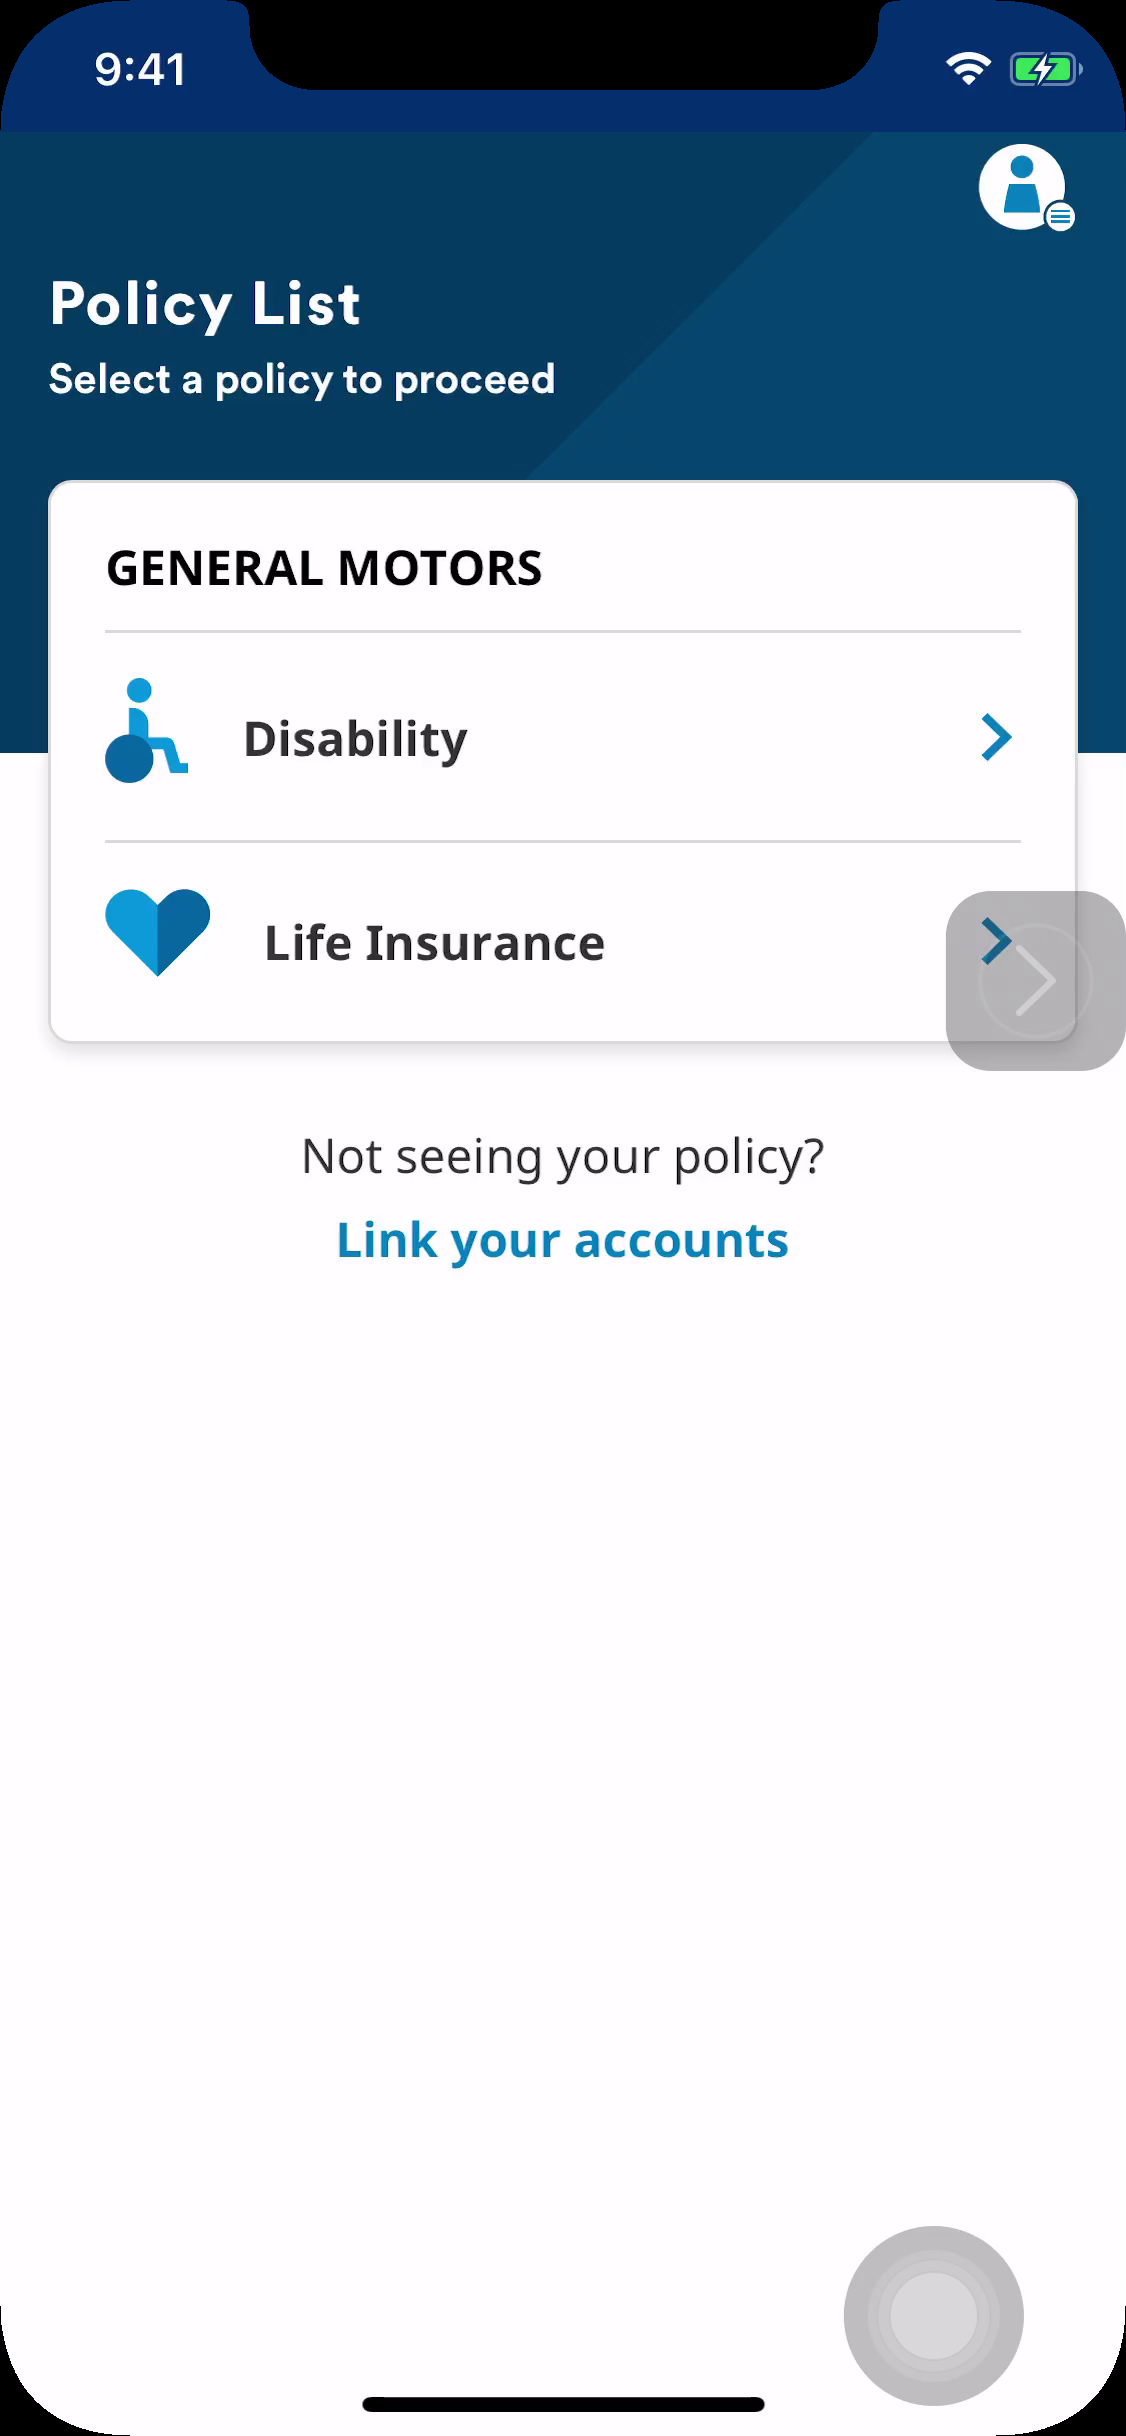 9:41
Policy List
Select a policy to proceed
GENERAL MOTORS
Disability
Life Insurance
Not seeing your policy?
Link your accounts